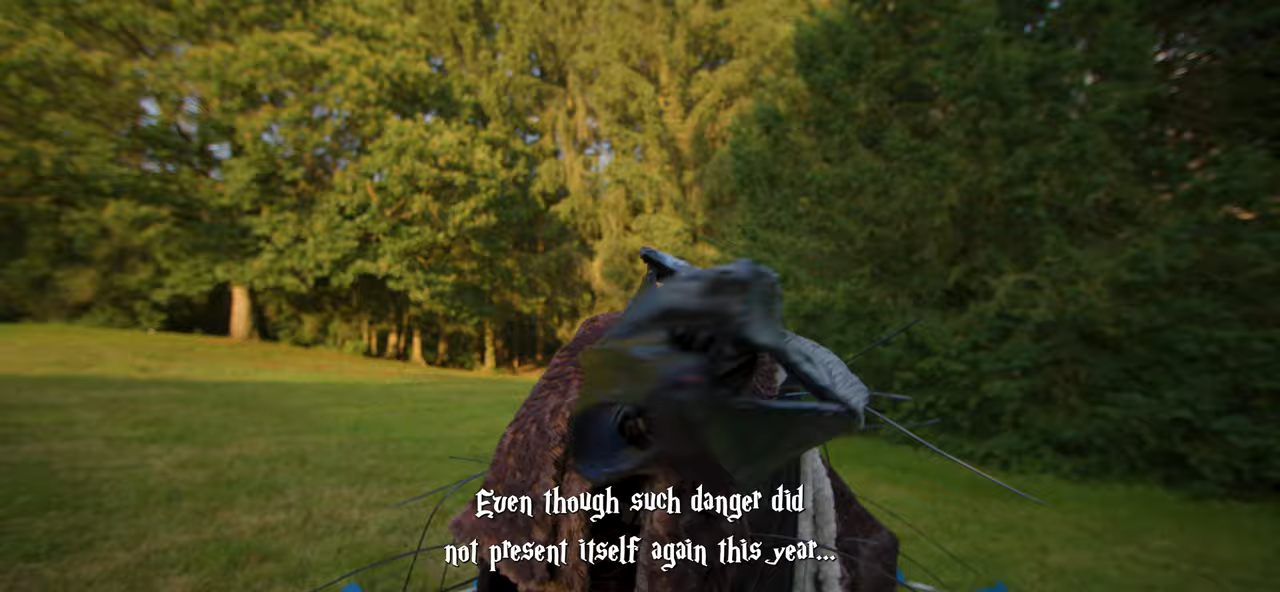 Even though such danger did
not present itself again this year...